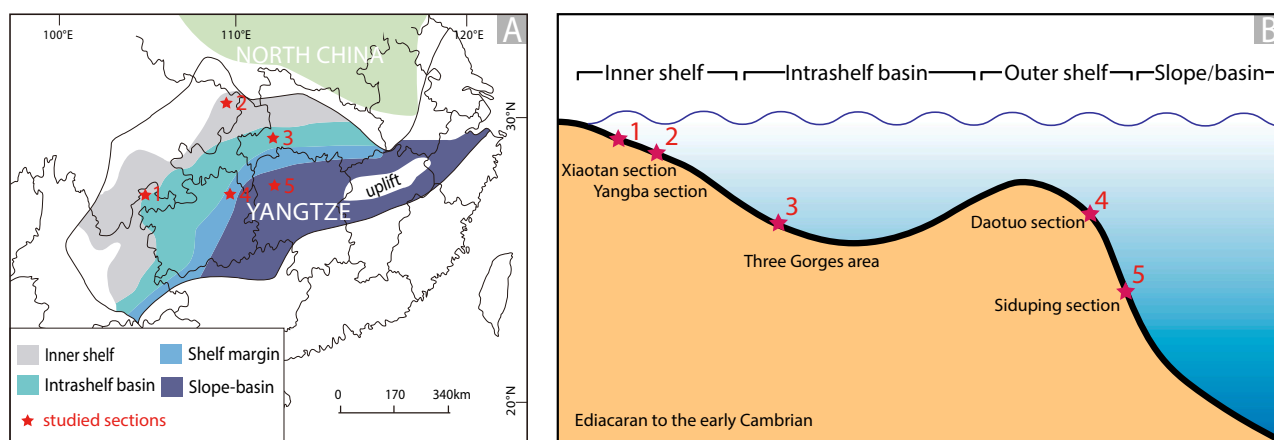 100°E
110°E
120°E
A
NORTH CHINA
2
30°N
3
1
4
5
uplift
YANGTZE
Inner shelf
Shelf margin
Intrashelf basin
Slope-basin
studied sections
0
170
340km
20°N
B
Inner shelf
Intrashelf basin
Outer shelf
Slope/basin
1
2
Xiaotan section
Yangba section
3
Three Gorges area
4
Daotuo section
5
Siduping section
Ediacaran to the early Cambrian